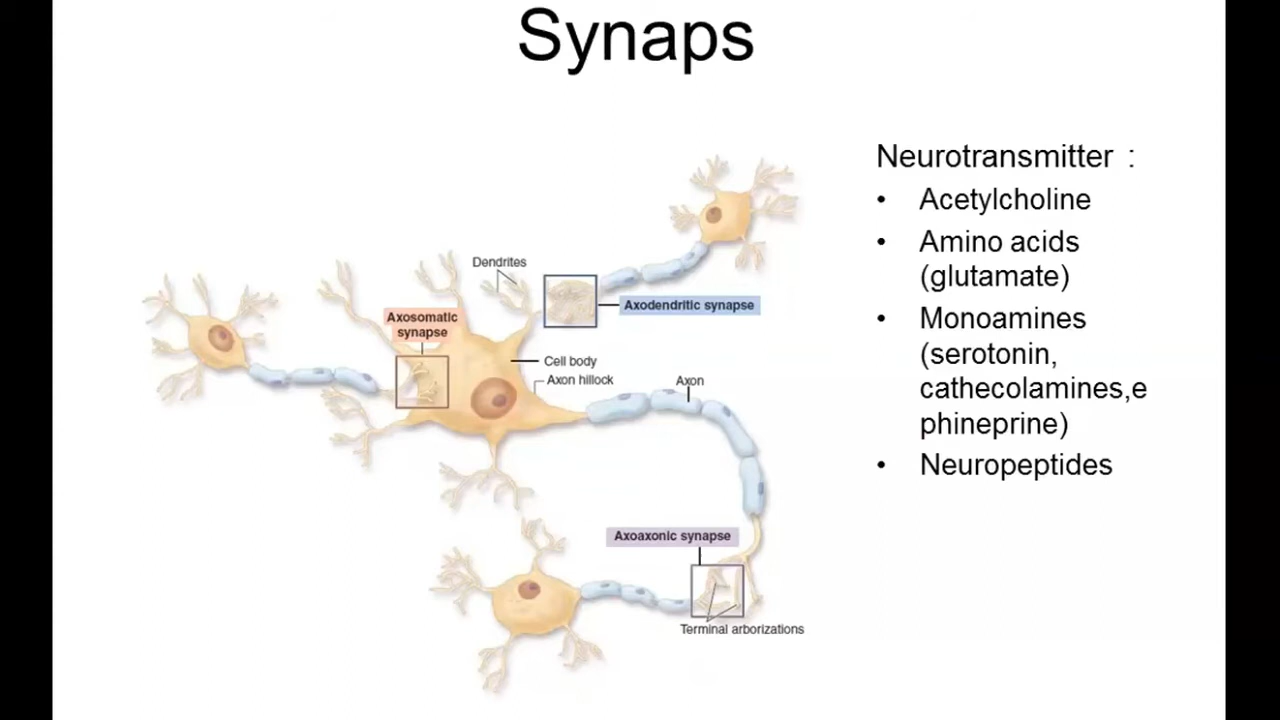 Synaps
Neurotransmitter :
• Acetylcholine
• Amino acids
(glutamate)
• Monoamines
(serotonin,
cathecolamines,e
phineprine)
• Neuropeptides
Dendrites
Axodendritic synapse
Axosomatic
synapse
Cell body
Axon hillock
Axon
Axoaxonic synapse
Terminal arborizations